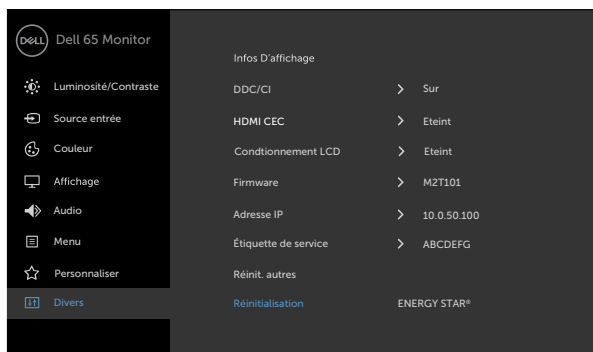 DELL Dell 65 Monitor
Luminosité/Contraste
Source entrée
Couleur
Affichage
Audio
Menu
Personnaliser
Divers
Infos D'affichage
DDC/CI > Sur
HDMI CEC > Eteint
Condtionnement LCD > Eteint
Firmware > M2T101
Adresse IP > 10.0.50.100
Étiquette de service > ABCDEFG
Réinit. autres
Réinitialisation ENERGY STAR®